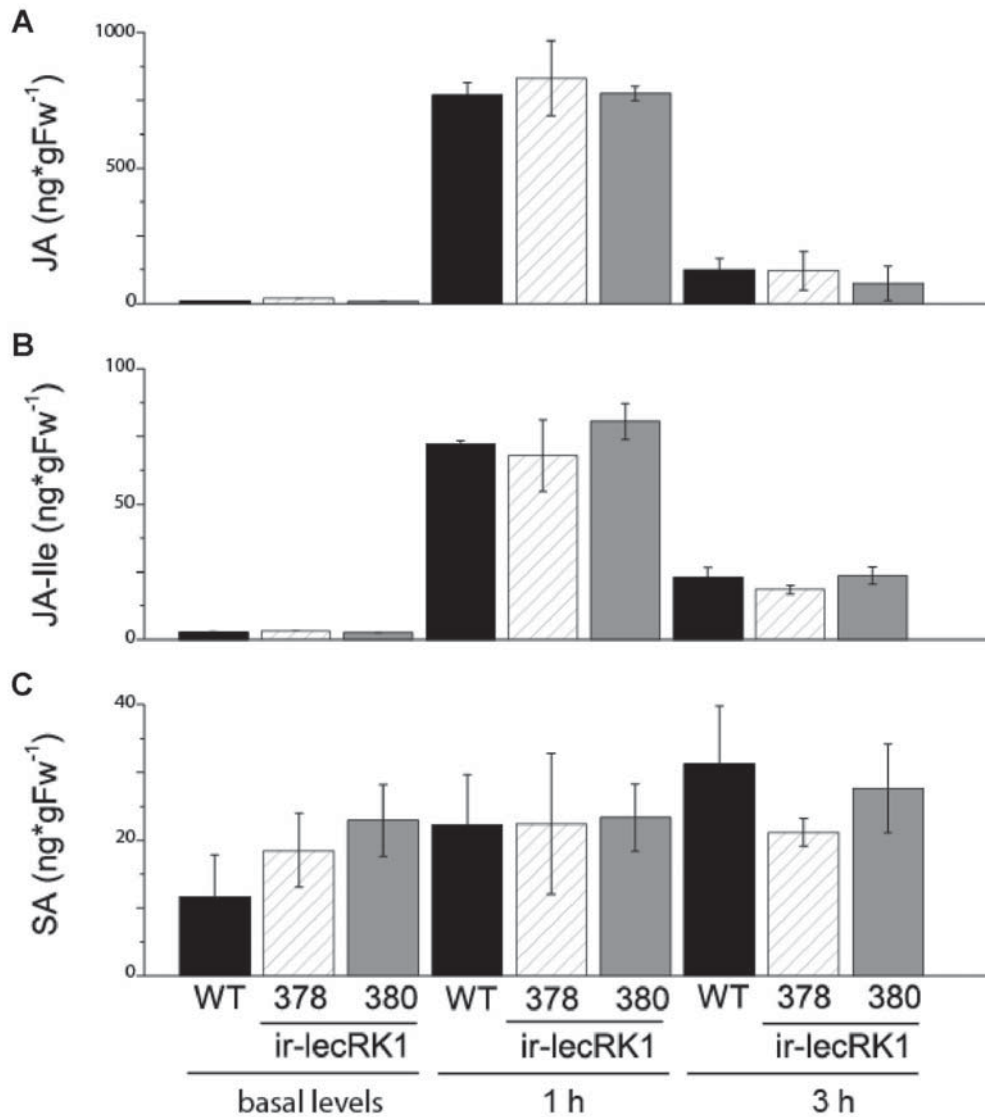 A
JA (ng*gFw⁻¹)
1000
500
0
B
JA-Ile (ng*gFw⁻¹)
100
50
0
C
SA (ng*gFw⁻¹)
40
20
0
WT 378 380 WT 378 380 WT 378 380
ir-lecRK1 ir-lecRK1 ir-lecRK1
basal levels 1 h 3 h